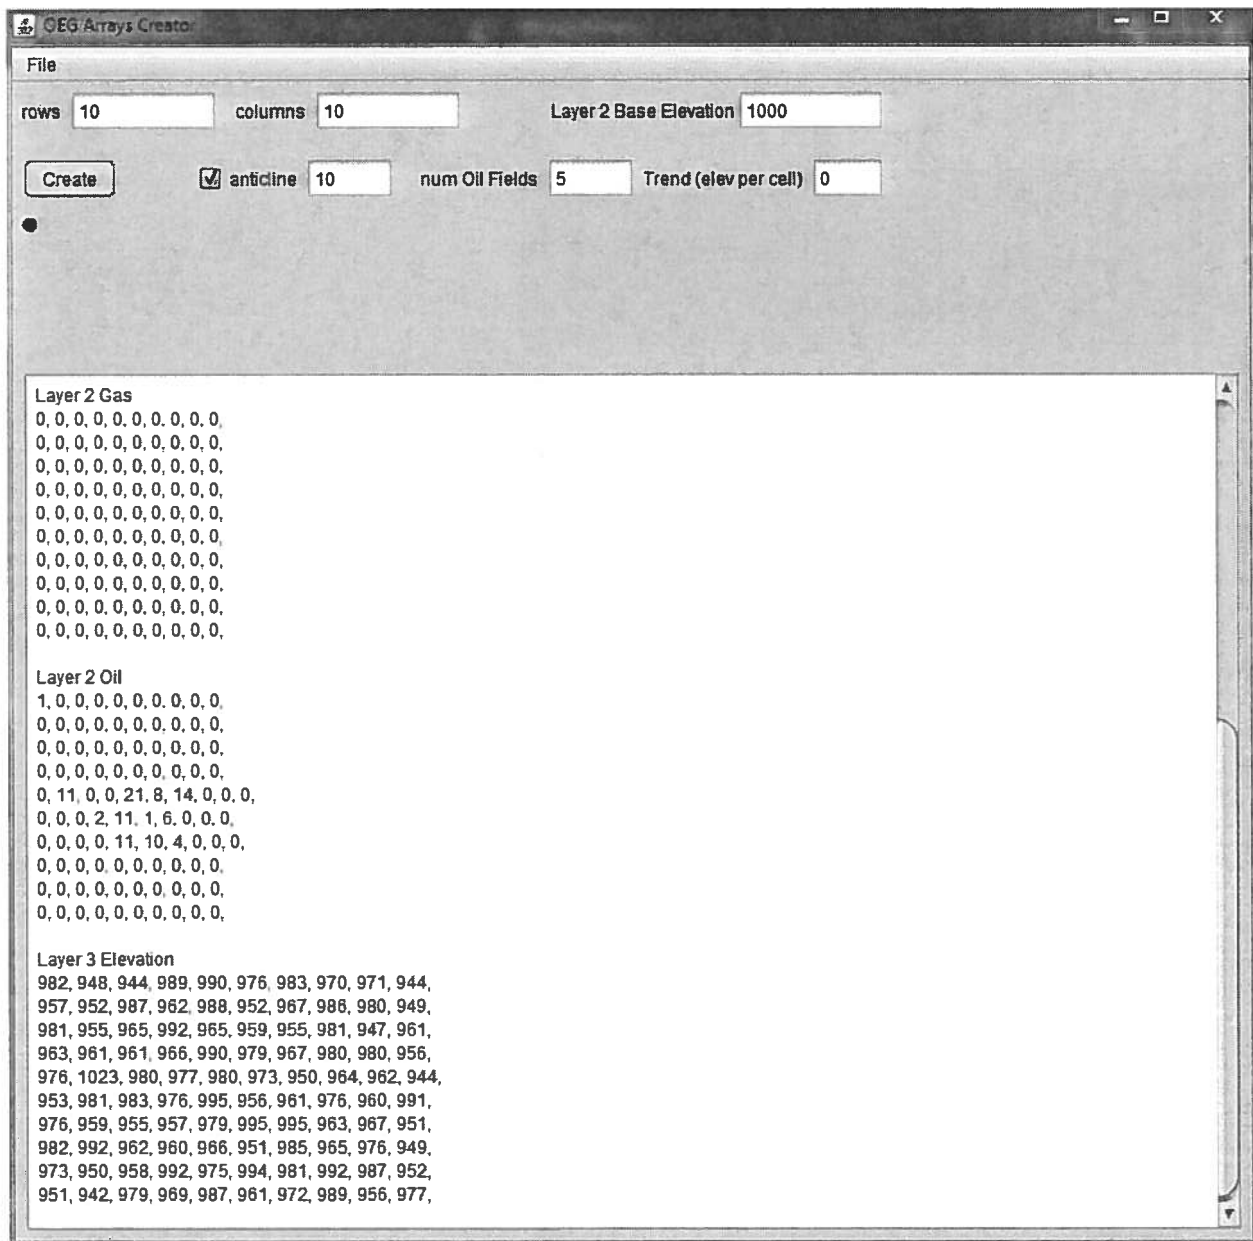 OEG Arrays Creator
File
rows 10 columns 10 Layer 2 Base Elevation 1000
Create anticline 10 num Oil Fields 5 Trend (elev per cell) 0
Layer 2 Gas
0, 0, 0, 0, 0, 0, 0, 0, 0, 0,
0, 0, 0, 0, 0, 0, 0, 0, 0, 0,
0, 0, 0, 0, 0, 0, 0, 0, 0, 0,
0, 0, 0, 0, 0, 0, 0, 0, 0, 0,
0, 0, 0, 0, 0, 0, 0, 0, 0, 0,
0, 0, 0, 0, 0, 0, 0, 0, 0, 0,
0, 0, 0, 0, 0, 0, 0, 0, 0, 0,
0, 0, 0, 0, 0, 0, 0, 0, 0, 0,
0, 0, 0, 0, 0, 0, 0, 0, 0, 0,
0, 0, 0, 0, 0, 0, 0, 0, 0, 0,
Layer 2 Oil
1, 0, 0, 0, 0, 0, 0, 0, 0, 0,
0, 0, 0, 0, 0, 0, 0, 0, 0, 0,
0, 0, 0, 0, 0, 0, 0, 0, 0, 0,
0, 0, 0, 0, 0, 0, 0, 0, 0, 0,
0, 11, 0, 0, 21, 8, 14, 0, 0, 0,
0, 0, 0, 2, 11, 1, 6, 0, 0, 0,
0, 0, 0, 0, 11, 10, 4, 0, 0, 0,
0, 0, 0, 0, 0, 0, 0, 0, 0, 0,
0, 0, 0, 0, 0, 0, 0, 0, 0, 0,
0, 0, 0, 0, 0, 0, 0, 0, 0, 0,
Layer 3 Elevation
982, 948, 944, 989, 990, 976, 983, 970, 971, 944,
957, 952, 987, 962, 988, 952, 967, 986, 980, 949,
981, 955, 965, 992, 965, 959, 955, 981, 947, 961,
963, 961, 961, 966, 990, 979, 967, 980, 980, 956,
976, 1023, 980, 977, 980, 973, 950, 964, 962, 944,
953, 981, 983, 976, 995, 956, 961, 976, 960, 991,
976, 959, 955, 957, 979, 995, 995, 963, 967, 951,
982, 992, 962, 960, 966, 951, 985, 965, 976, 949,
973, 950, 958, 992, 975, 994, 981, 992, 987, 952,
951, 942, 979, 969, 987, 961, 972, 989, 956, 977,